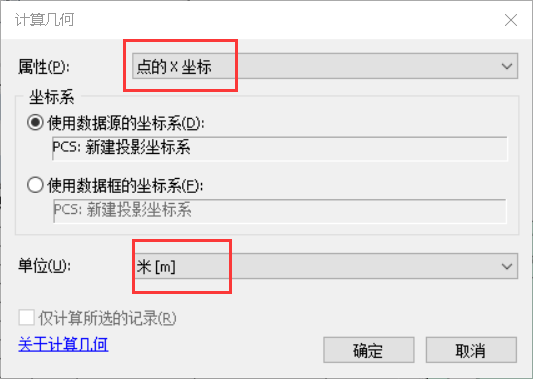 计算几何
属性(P): 点的 X 坐标
坐标系
使用数据源的坐标系(D):
PCS: 新建投影坐标系
使用数据框的坐标系(F):
PCS: 新建投影坐标系
单位(U): 米 [m]
仅计算所选的记录(R)
关于计算几何
确定 取消